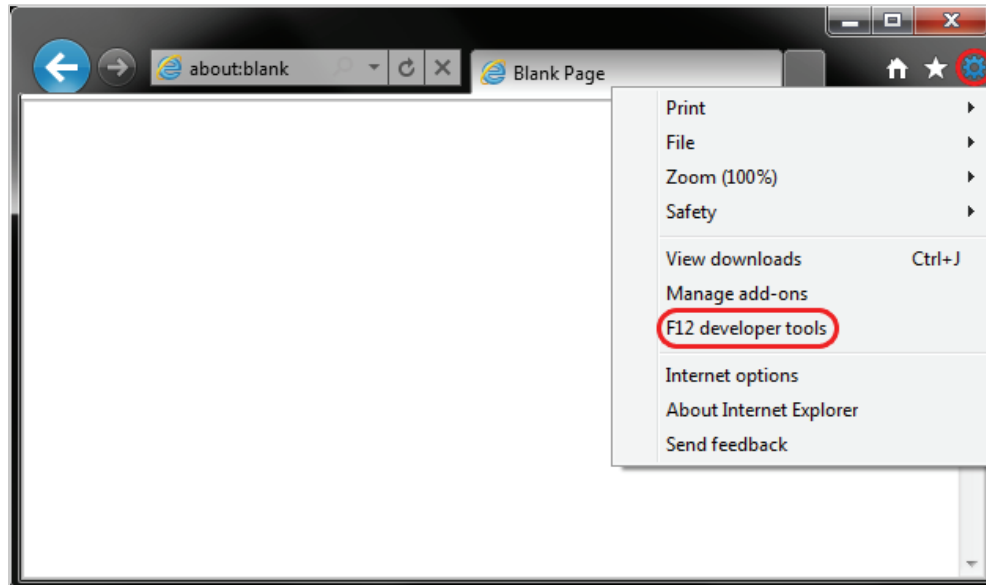 about:blank
Blank Page
Print
File
Zoom (100%)
Safety
View downloads Ctrl+J
Manage add-ons
F12 developer tools
Internet options
About Internet Explorer
Send feedback